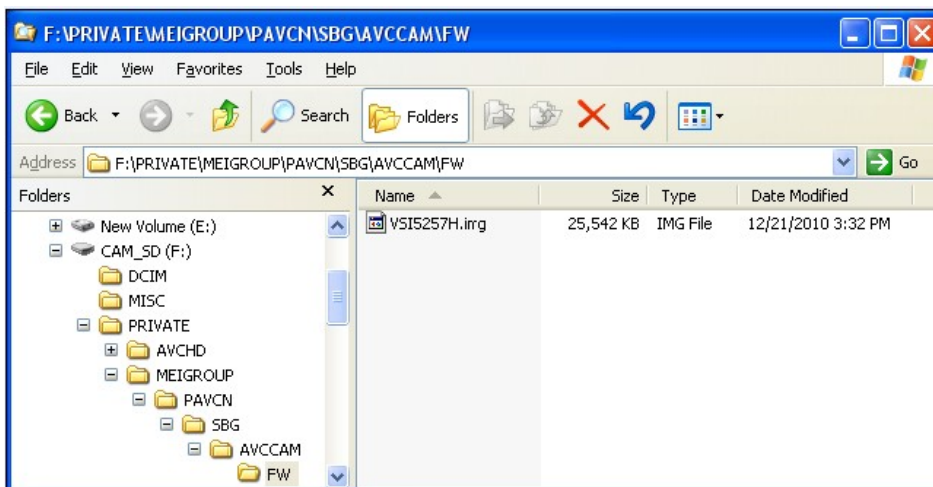 F:\PRIVATE\MEIGROUP\PAVCN\SBG\AVCCAM\FW
File Edit View Favorites Tools Help
Back Search Folders
Address F:\PRIVATE\MEIGROUP\PAVCN\SBG\AVCCAM\FW Go
Folders Name Size Type Date Modified
New Volume (E:) VSI5257H.img 25,542 KB IMG File 12/21/2010 3:32 PM
CAM_SD (F:)
DCIM
MISC
PRIVATE
AVCHD
MEIGROUP
PAVCN
SBG
AVCCAM
FW